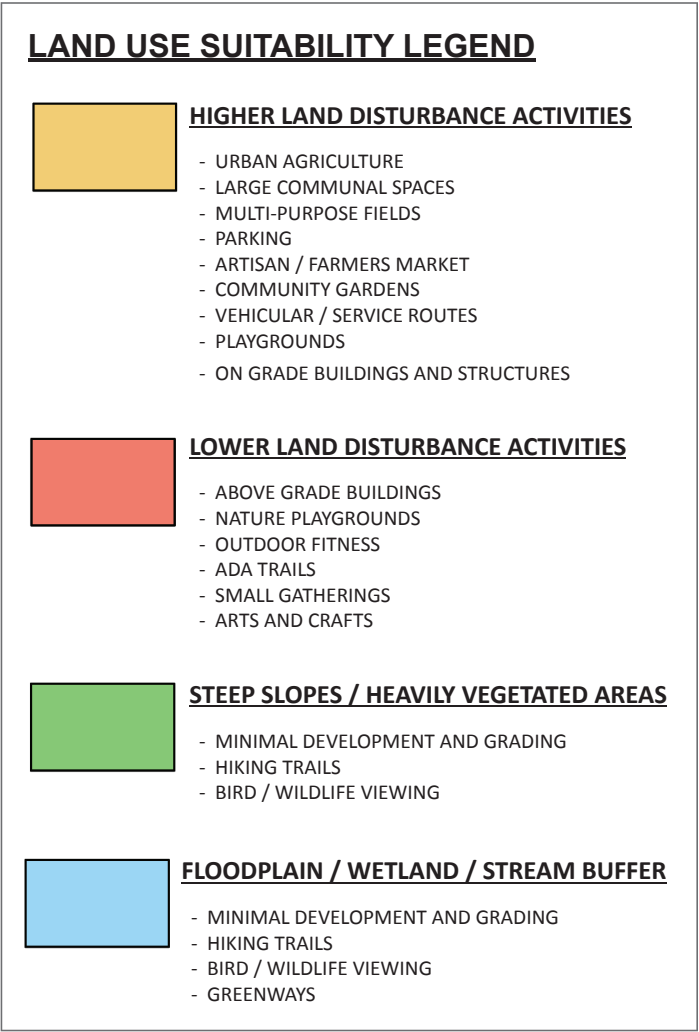 LAND USE SUITABILITY LEGEND
HIGHER LAND DISTURBANCE ACTIVITIES
- URBAN AGRICULTURE
- LARGE COMMUNAL SPACES
- MULTI-PURPOSE FIELDS
- PARKING
- ARTISAN / FARMERS MARKET
- COMMUNITY GARDENS
- VEHICULAR / SERVICE ROUTES
- PLAYGROUNDS
- ON GRADE BUILDINGS AND STRUCTURES
LOWER LAND DISTURBANCE ACTIVITIES
- ABOVE GRADE BUILDINGS
- NATURE PLAYGROUNDS
- OUTDOOR FITNESS
- ADA TRAILS
- SMALL GATHERINGS
- ARTS AND CRAFTS
STEEP SLOPES / HEAVILY VEGETATED AREAS
- MINIMAL DEVELOPMENT AND GRADING
- HIKING TRAILS
- BIRD / WILDLIFE VIEWING
FLOODPLAIN / WETLAND / STREAM BUFFER
- MINIMAL DEVELOPMENT AND GRADING
- HIKING TRAILS
- BIRD / WILDLIFE VIEWING
- GREENWAYS